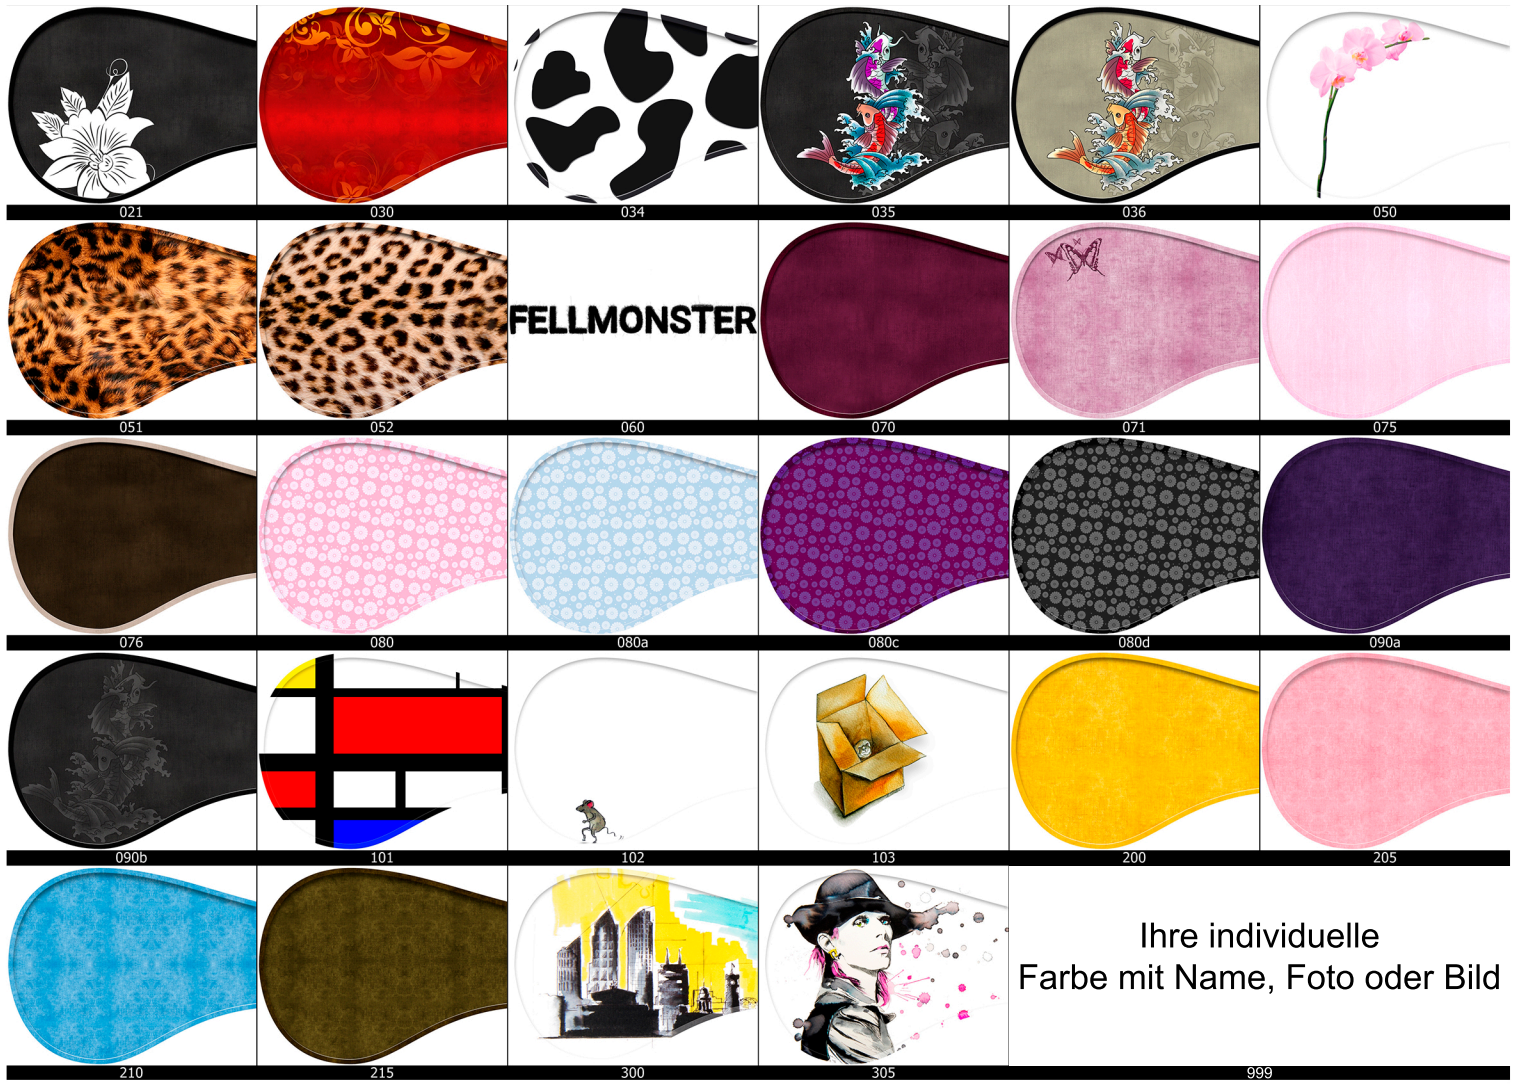 021 030 034 035 036 050
FELLMONSTER
051 052 060 070 071 075
076 080 080a 080c 080d 090a
090b 101 102 103 200 205
Ihre individuelle
Farbe mit Name, Foto oder Bild
210 215 300 305 999